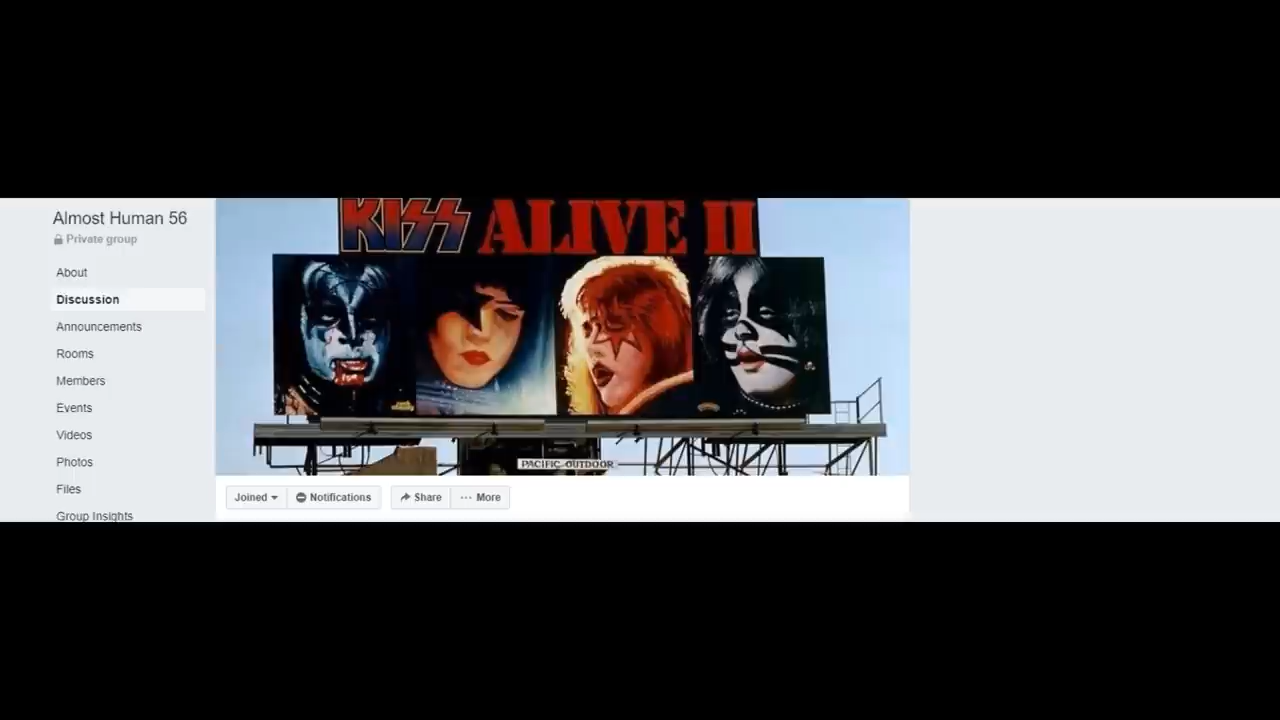 Almost Human 56
Private group
About
Discussion
Announcements
Rooms
Members
Events
Videos
Photos
Files
Group Insights
KISS ALIVE II
PACIFIC OUTDOOR
Joined
Notifications
Share
More